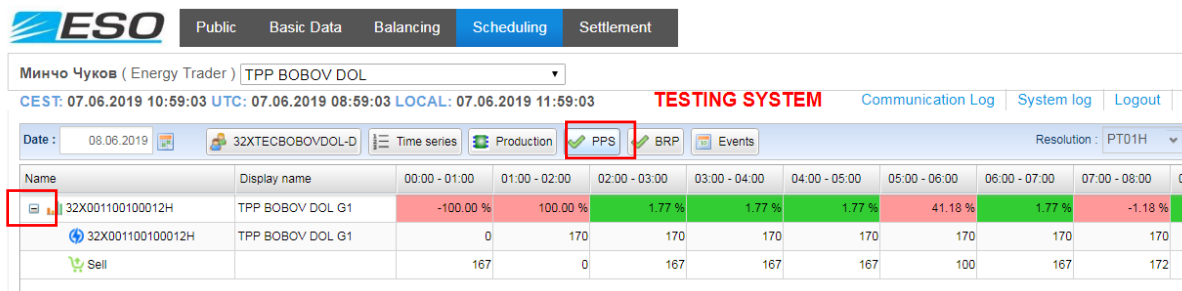 ESO Public Basic Data Balancing Scheduling Settlement
Минчо Чуков ( Energy Trader ) TPP BOBOV DOL
CEST: 07.06.2019 10:59:03 UTC: 07.06.2019 08:59:03 LOCAL: 07.06.2019 11:59:03 TESTING SYSTEM Communication Log System log Logout
Date : 08.06.2019 32XTECBOBOVDOL-D Time series Production PPS BRP Events Resolution : PT01H
Name Display name 00:00 - 01:00 01:00 - 02:00 02:00 - 03:00 03:00 - 04:00 04:00 - 05:00 05:00 - 06:00 06:00 - 07:00 07:00 - 08:00
32X001100100012H TPP BOBOV DOL G1 -100.00 % 100.00 % 1.77 % 1.77 % 1.77 % 41.18 % 1.77 % -1.18 %
32X001100100012H TPP BOBOV DOL G1 0 170 170 170 170 170 170 170
Sell 167 0 167 167 167 100 167 172